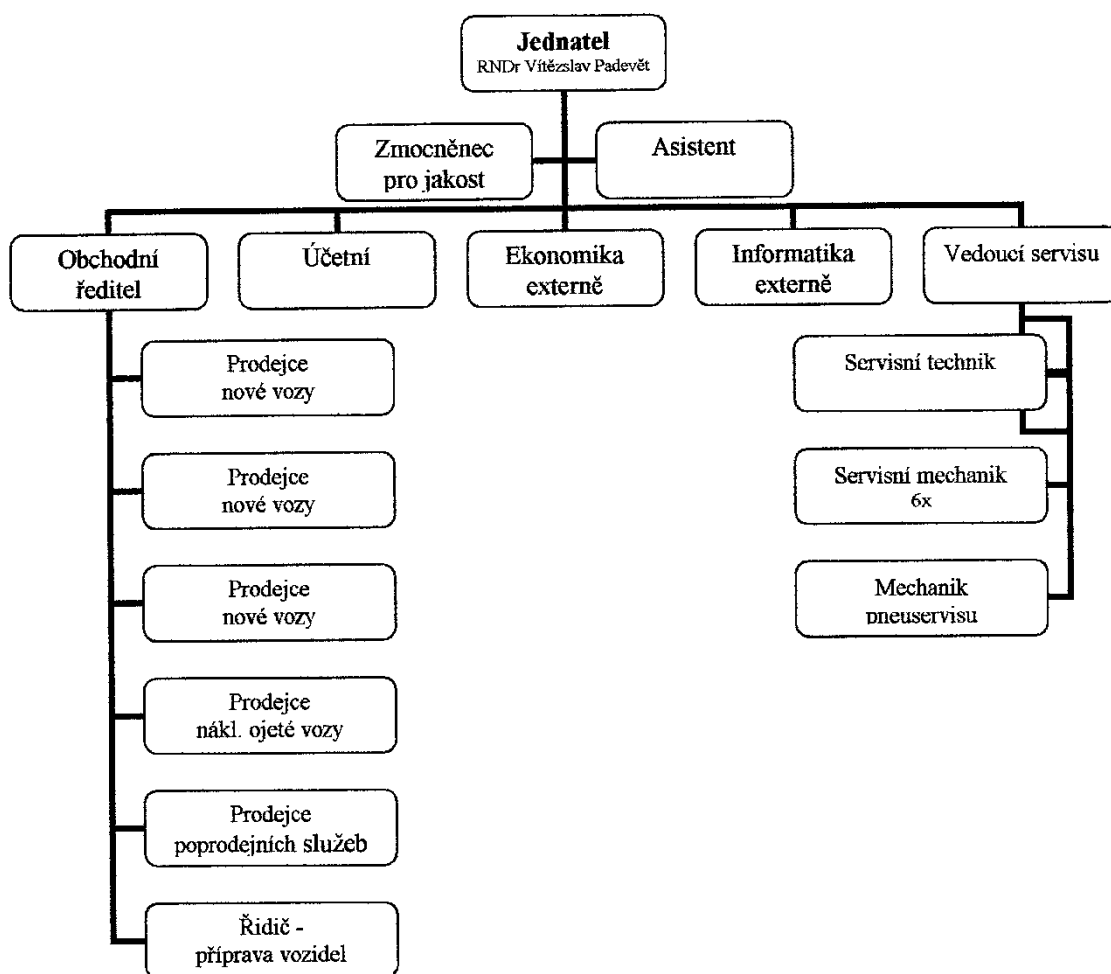 Jednatel
RNDr Vítězslav Padevět
Zmocněnec
pro jakost
Asistent
Obchodní
ředitel
Účetní
Ekonomika
externě
Informatika
externě
Vedoucí servisu
Prodejce
nové vozy
Servisní technik
Prodejce
nové vozy
Servisní mechanik
6x
Prodejce
nové vozy
Mechanik
pneuservisu
Prodejce
nákl. ojeté vozy
Prodejce
poprodejních služeb
Řidič -
příprava vozidel